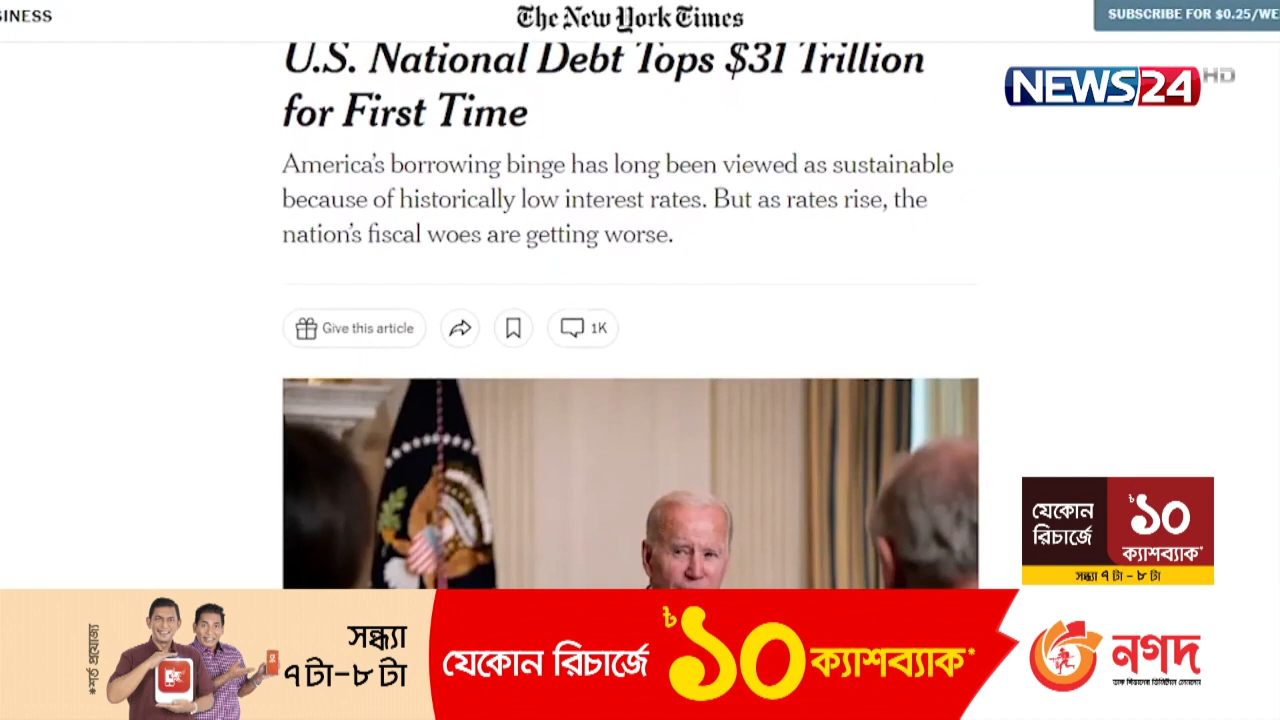 The New York Times
SUBSCRIBE FOR $0.25/WE
U.S. National Debt Tops $31 Trillion
for First Time
NEWS24 HD
America's borrowing binge has long been viewed as sustainable
because of historically low interest rates. But as rates rise, the
nation's fiscal woes are getting worse.
Give this article
1K
যেকোন
রিচার্জে
৳১০
ক্যাশব্যাক*
সন্ধ্যা ৭ টা – ৮ টা
*শর্ত প্রযোজ্য
সন্ধ্যা
৭টা–৮টা
যেকোন রিচার্জে ৳১০ ক্যাশব্যাক*
নগদ